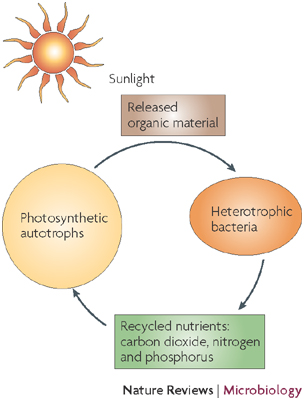 Sunlight
Released
organic material
Photosynthetic
autotrophs
Heterotrophic
bacteria
Recycled nutrients:
carbon dioxide, nitrogen
and phosphorus
Nature Reviews | Microbiology